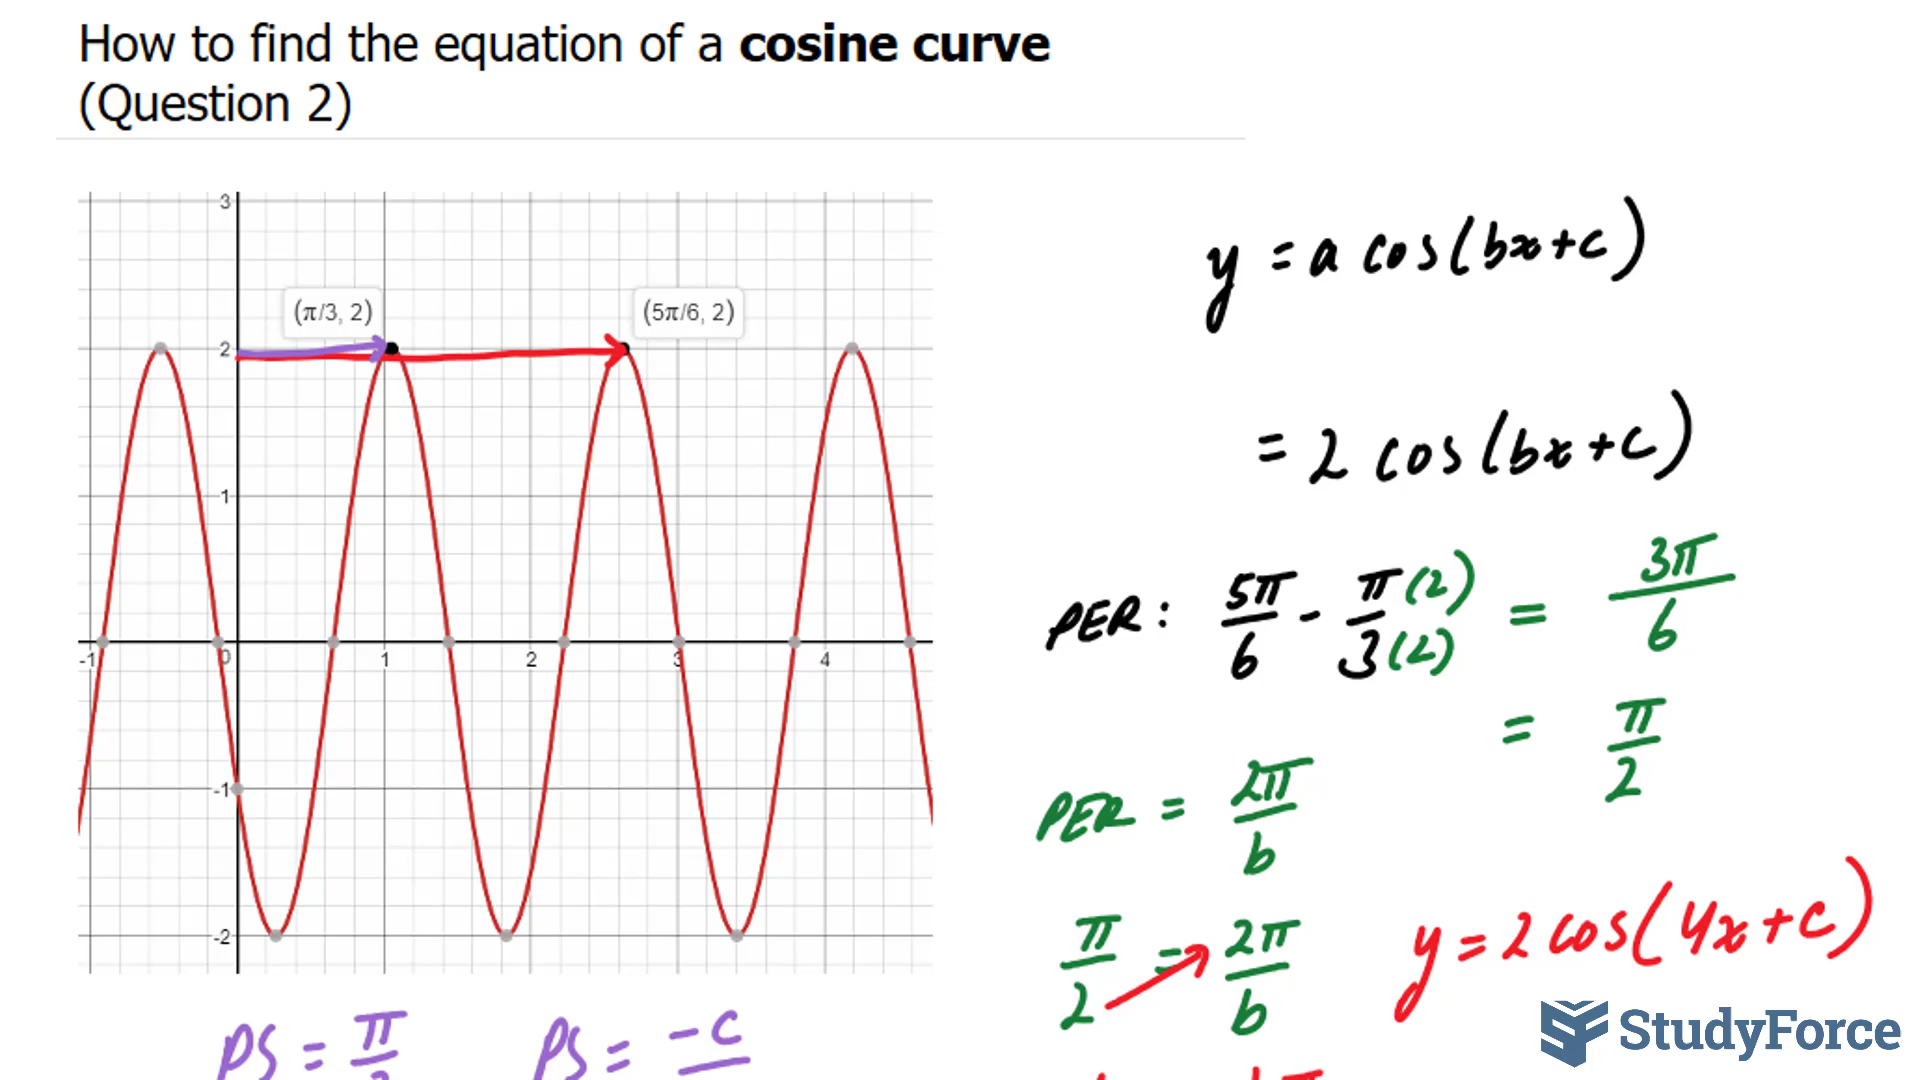 How to find the equation of a cosine curve
(Question 2)
3
(π/3, 2)
(5π/6, 2)
2
1
-1 0 1 2 3 4
-1
-2
y = a cos(bx+c)
= 2 cos(bx+c)
PER: 5π/6 - π(2)/3(2) = 3π/6
= π/2
PER = 2π/b
π/2 = 2π/b
y = 2 cos(4x+c)
PS = π
PS = -c
StudyForce